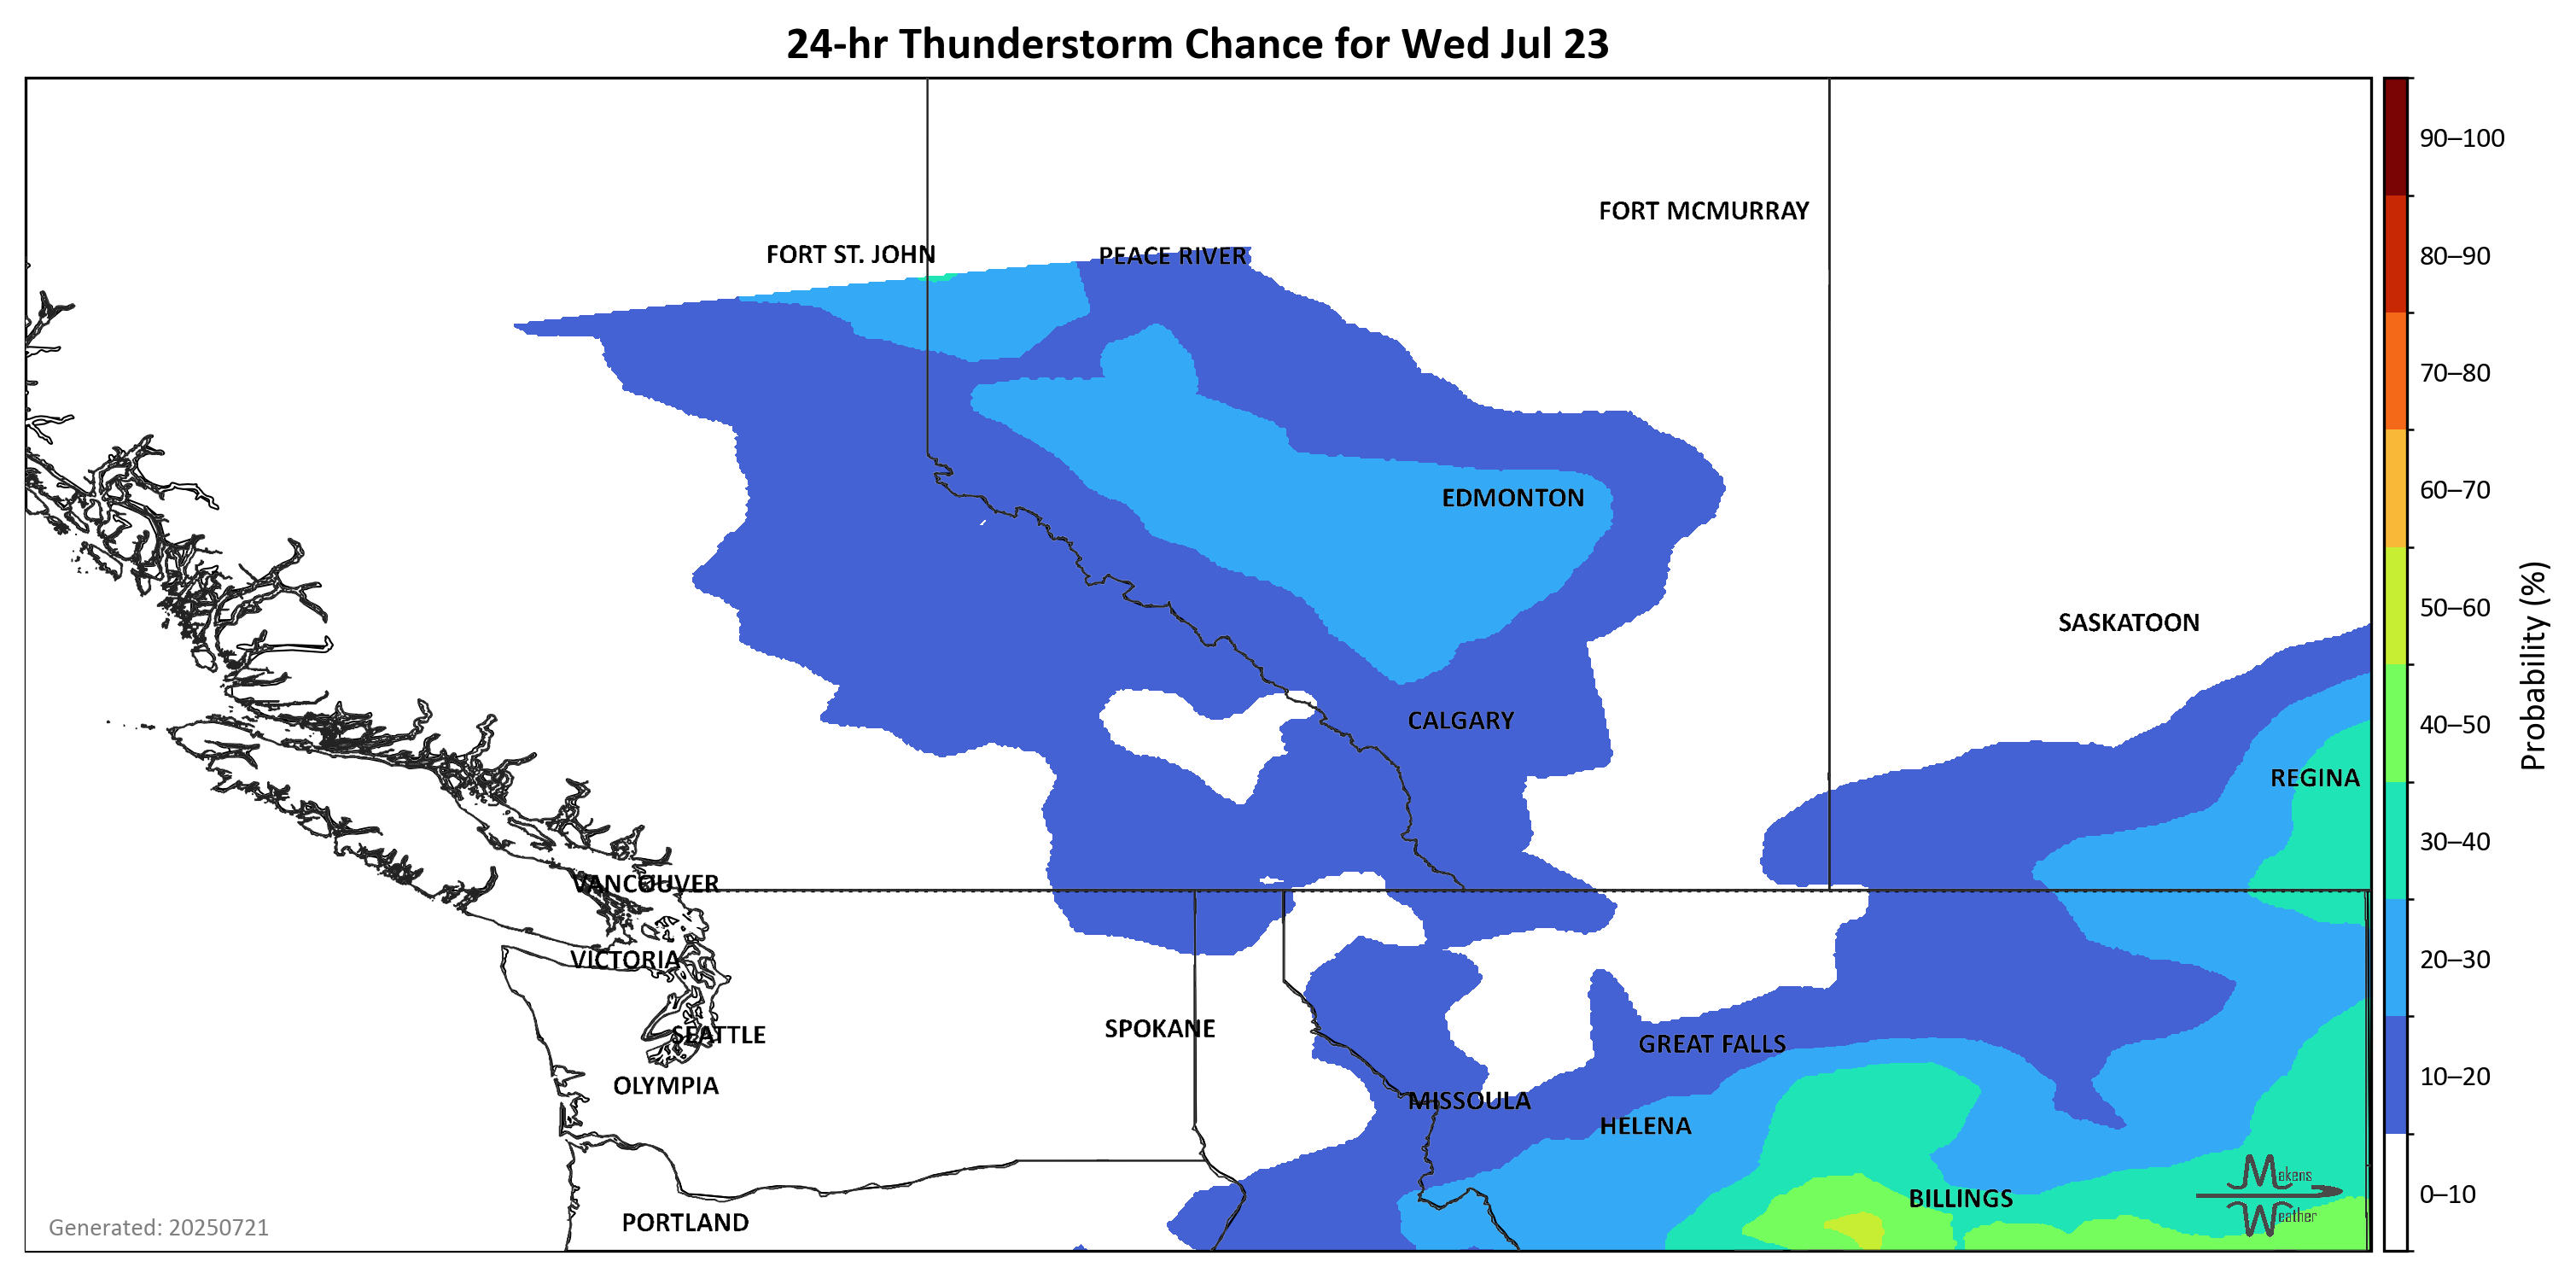 24-hr Thunderstorm Chance for Wed Jul 23
FORT MCMURRAY
FORT ST. JOHN
PEACE RIVER
EDMONTON
SASKATOON
CALGARY
REGINA
VANCOUVER
VICTORIA
SPOKANE
SEATTLE
GREAT FALLS
OLYMPIA
MISSOULA
HELENA
BILLINGS
PORTLAND
Makens
Weather
Generated: 20250721
90–100
80–90
70–80
60–70
50–60
40–50
30–40
20–30
10–20
0–10
Probability (%)